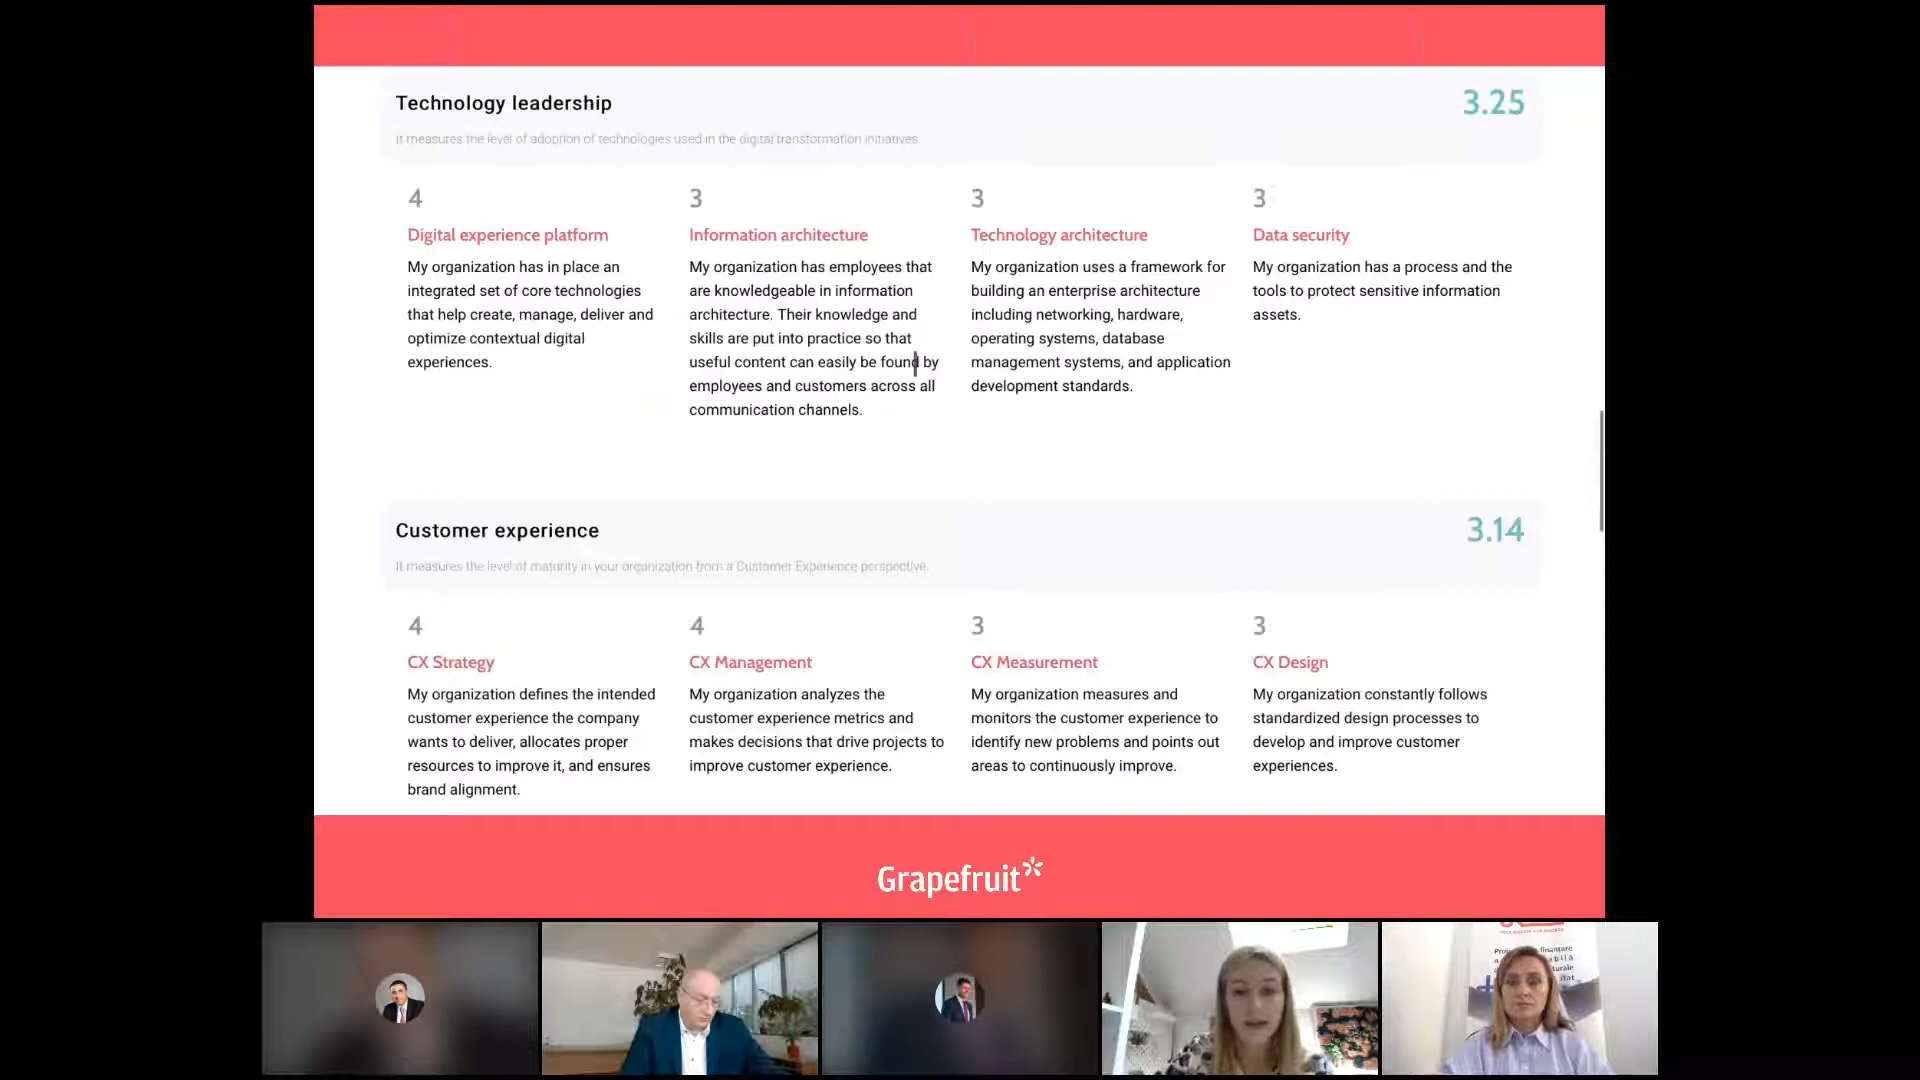 Technology leadership
3.25
It measures the level of adoption of technologies used in the digital transformation initiatives.
4
Digital experience platform
My organization has in place an
integrated set of core technologies
that help create, manage, deliver and
optimize contextual digital
experiences.
3
Information architecture
My organization has employees that
are knowledgeable in information
architecture. Their knowledge and
skills are put into practice so that
useful content can easily be found by
employees and customers across all
communication channels.
3
Technology architecture
My organization uses a framework for
building an enterprise architecture
including networking, hardware,
operating systems, database
management systems, and application
development standards.
3
Data security
My organization has a process and the
tools to protect sensitive information
assets.
Customer experience
3.14
It measures the level of maturity in your organization from a Customer Experience perspective.
4
CX Strategy
My organization defines the intended
customer experience the company
wants to deliver, allocates proper
resources to improve it, and ensures
brand alignment.
4
CX Management
My organization analyzes the
customer experience metrics and
makes decisions that drive projects to
improve customer experience.
3
CX Measurement
My organization measures and
monitors the customer experience to
identify new problems and points out
areas to continuously improve.
3
CX Design
My organization constantly follows
standardized design processes to
develop and improve customer
experiences.
Grapefruit
finanțare